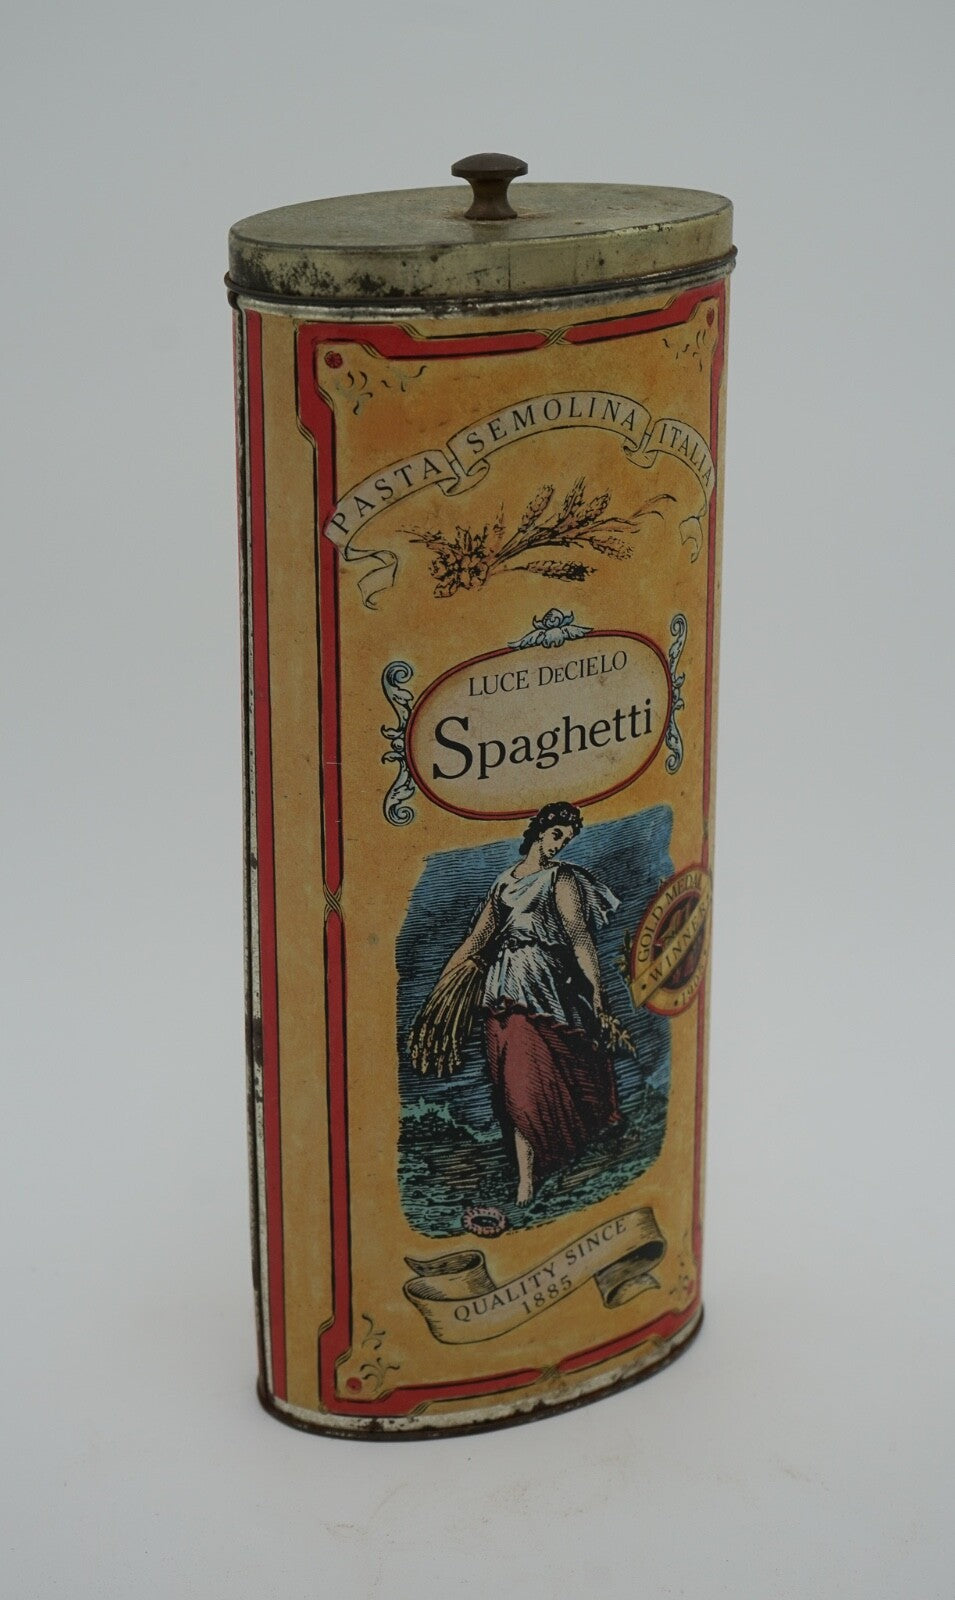 PASTA SEMOLINA ITALIA
LUCE DeCIELO
Spaghetti
GOLD MEDAL
WINNER
QUALITY SINCE
1885